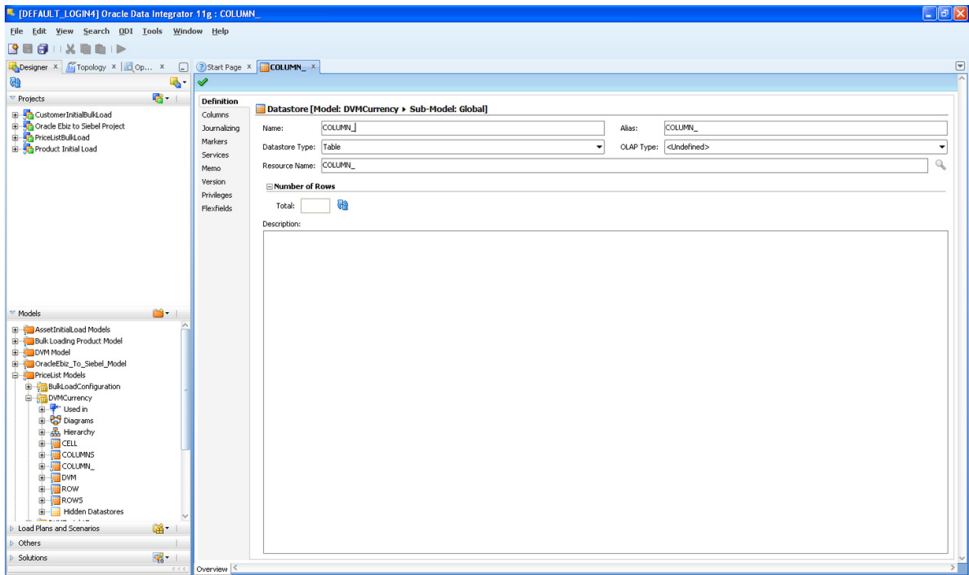 [DEFAULT_LOGIN4] Oracle Data Integrator 11g : COLUMN_
File Edit View Search ODI Tools Window Help
Designer x Topology x Op... x
Start Page x COLUMN_ x
Projects
CustomerInitialBulkLoad
Oracle Ebiz to Siebel Project
PriceListBulkLoad
Product Initial Load
Models
AssetInitialLoad Models
Bulk Loading Product Model
DVM Model
OracleEbiz_To_Siebel_Model
PriceList Models
BulkLoadConfiguration
DVMCurrency
Used in
Diagrams
Hierarchy
CELL
COLUMNS
COLUMN_
DVM
ROW
ROWS
Hidden Datastores
Load Plans and Scenarios
Others
Solutions
Definition
Columns
Journalizing
Markers
Services
Memo
Version
Privileges
Flexfields
Datastore [Model: DVMCurrency ▸ Sub-Model: Global]
Name: COLUMN_ Alias: COLUMN_
Datastore Type: Table OLAP Type: <Undefined>
Resource Name: COLUMN_
Number of Rows
Total:
Description:
Overview